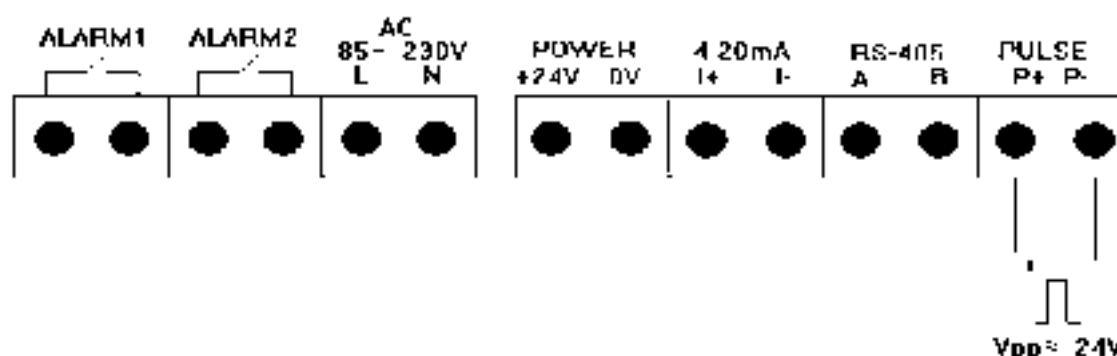 ALARM1
ALARM2
AC
85- 230V
L N
POWER
+24V 0V
4 20mA
I+ I-
RS-485
A B
PULSE
P+ P-
+
Vpp≈ 24V